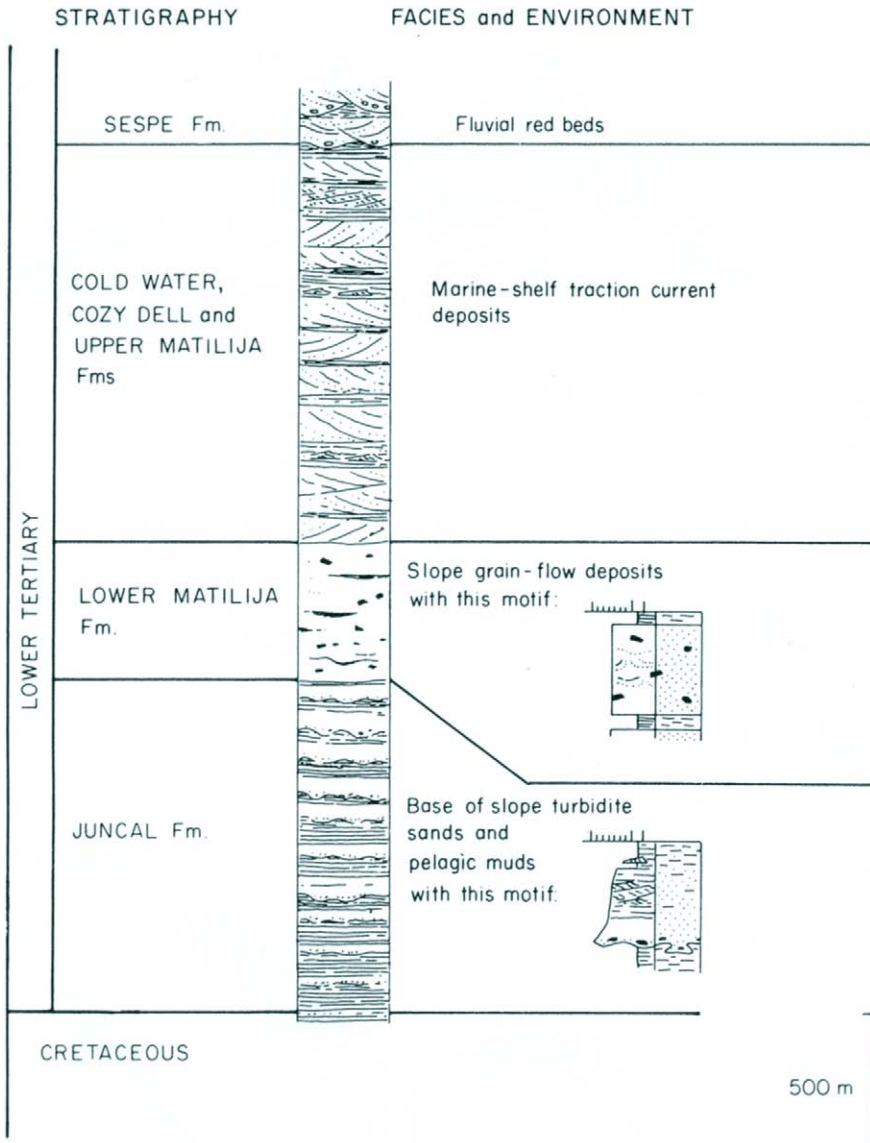 STRATIGRAPHY
FACIES and ENVIRONMENT
SESPE Fm.
Fluvial red beds
COLD WATER,
COZY DELL and
UPPER MATILIJA
Fms
Marine-shelf traction current
deposits
LOWER TERTIARY
LOWER MATILIJA
Fm.
Slope grain-flow deposits
with this motif:
JUNCAL Fm.
Base of slope turbidite
sands and
pelagic muds
with this motif:
CRETACEOUS
500 m